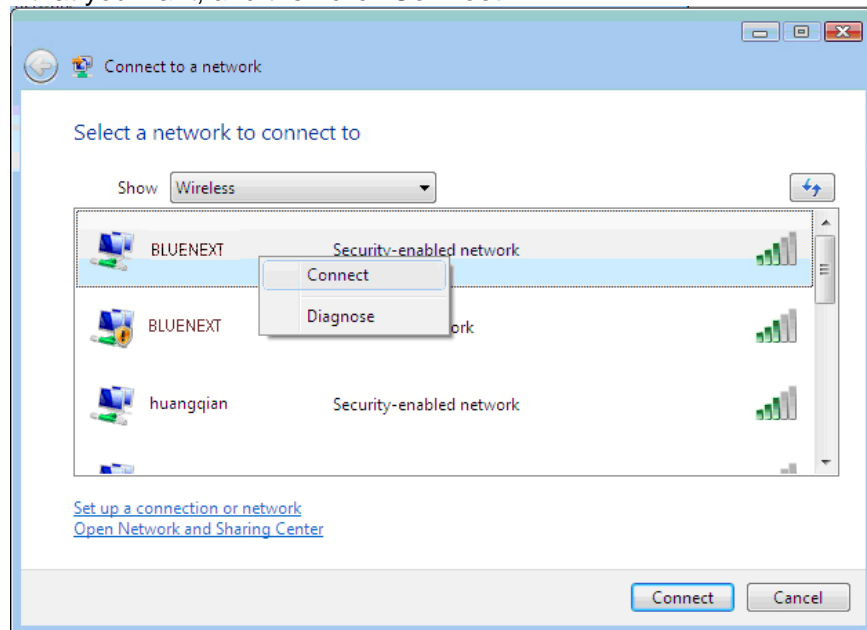 Connect to a network
Select a network to connect to
Show Wireless
BLUENEXT Security-enabled network
Connect
Diagnose
BLUENEXT ork
huangqian Security-enabled network
Set up a connection or network
Open Network and Sharing Center
Connect Cancel